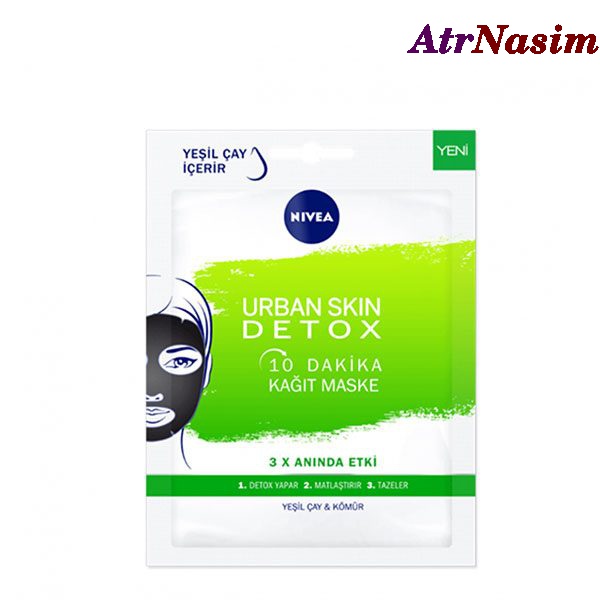 AtrNasim
YEŞİL ÇAY
İÇERİR
YENİ
NIVEA
URBAN SKIN
DETOX
10 DAKİKA
KAĞIT MASKE
3 X ANINDA ETKİ
1. DETOX YAPAR 2. MATLAŞTIRIR 3. TAZELER
YEŞİL ÇAY & KÖMÜR